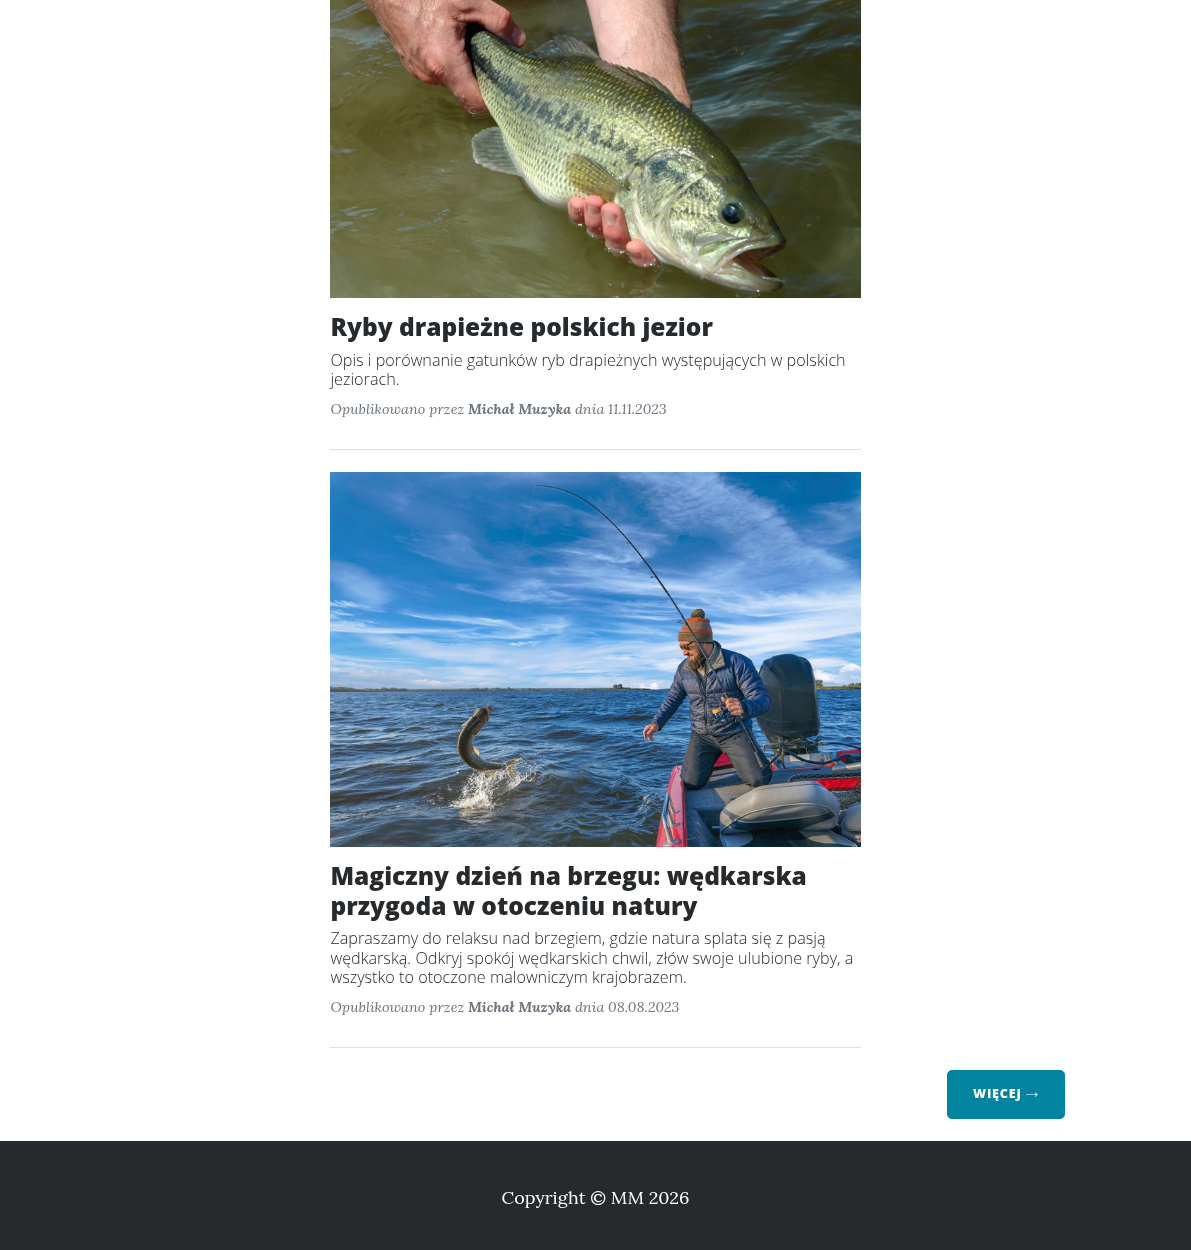 Ryby drapieżne polskich jezior
Opis i porównanie gatunków ryb drapieżnych występujących w polskich
jeziorach.
Opublikowano przez Michał Muzyka dnia 11.11.2023
Magiczny dzień na brzegu: wędkarska
przygoda w otoczeniu natury
Zapraszamy do relaksu nad brzegiem, gdzie natura splata się z pasją
wędkarską. Odkryj spokój wędkarskich chwil, złów swoje ulubione ryby, a
wszystko to otoczone malowniczym krajobrazem.
Opublikowano przez Michał Muzyka dnia 08.08.2023
WIĘCEJ →
Copyright © MM 2026